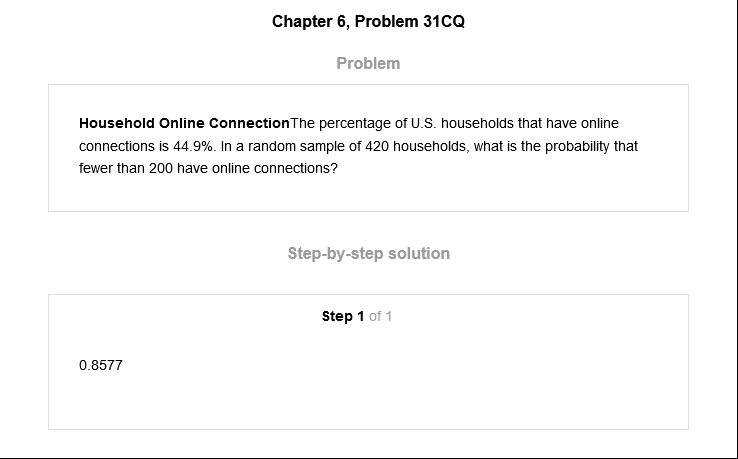 Chapter 6, Problem 31CQ
Problem
Household Online ConnectionThe percentage of U.S. households that have online
connections is 44.9%. In a random sample of 420 households, what is the probability that
fewer than 200 have online connections?
Step-by-step solution
Step 1 of 1
0.8577